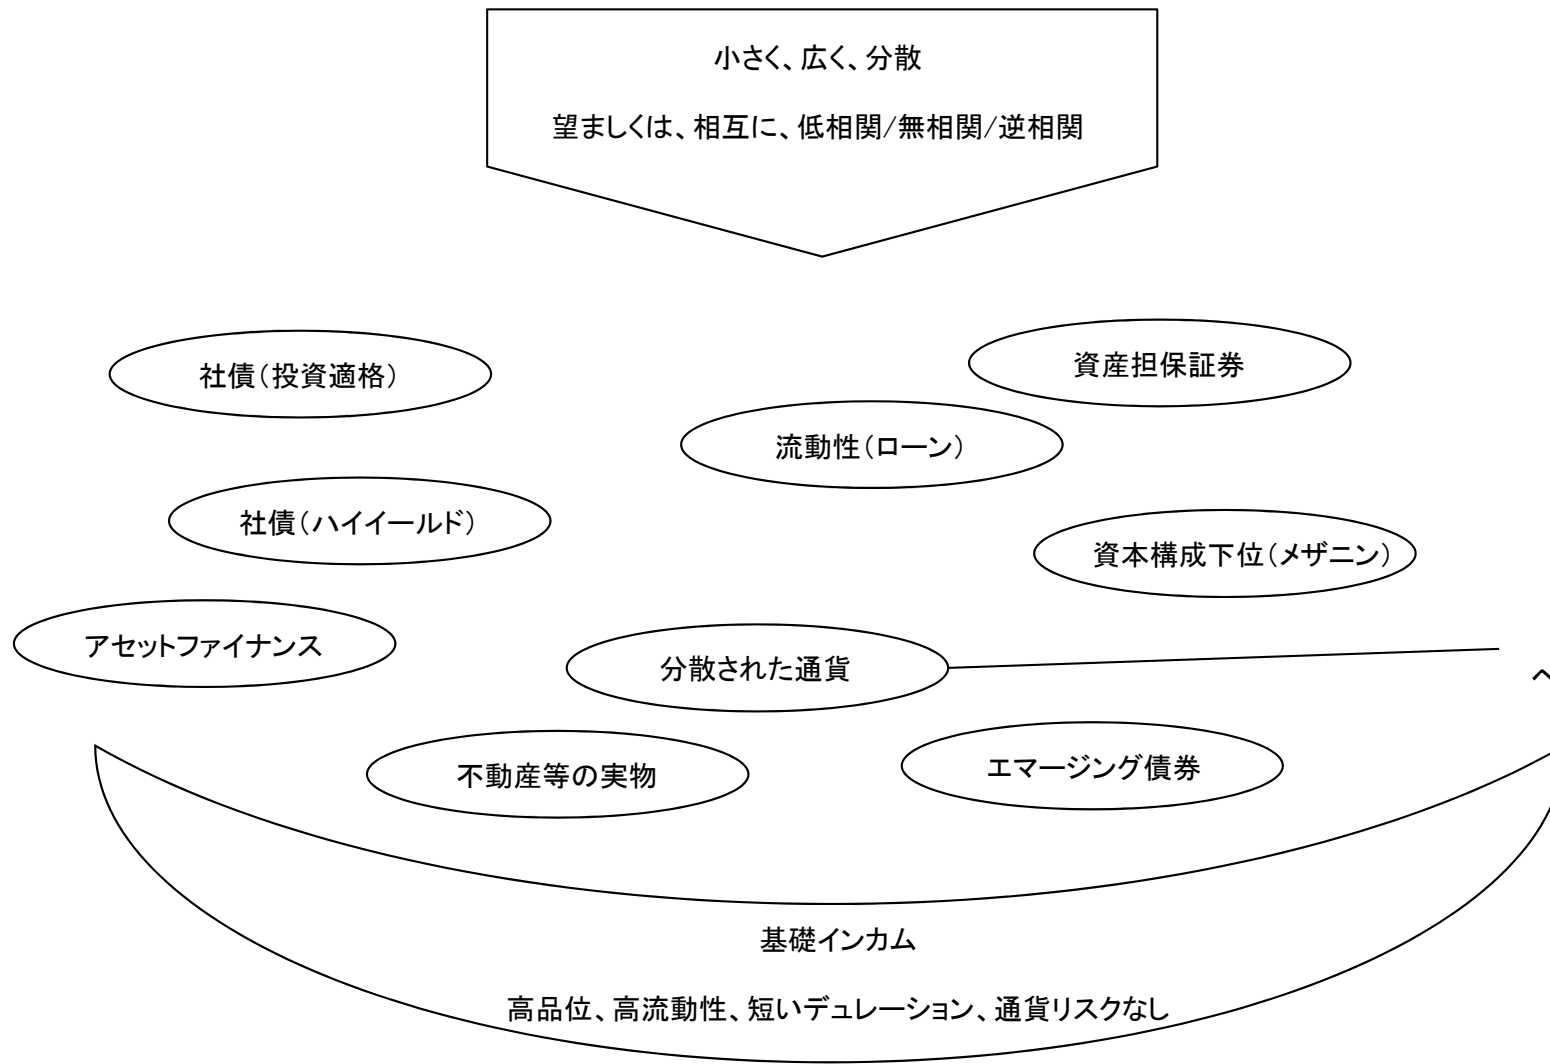 小さく、広く、分散
望ましくは、相互に、低相関/無相関/逆相関
社債(投資適格)
資産担保証券
流動性(ローン)
社債(ハイイールド)
資本構成下位(メザニン)
アセットファイナンス
分散された通貨
不動産等の実物
エマージング債券
基礎インカム
高品位、高流動性、短いデュレーション、通貨リスクなし